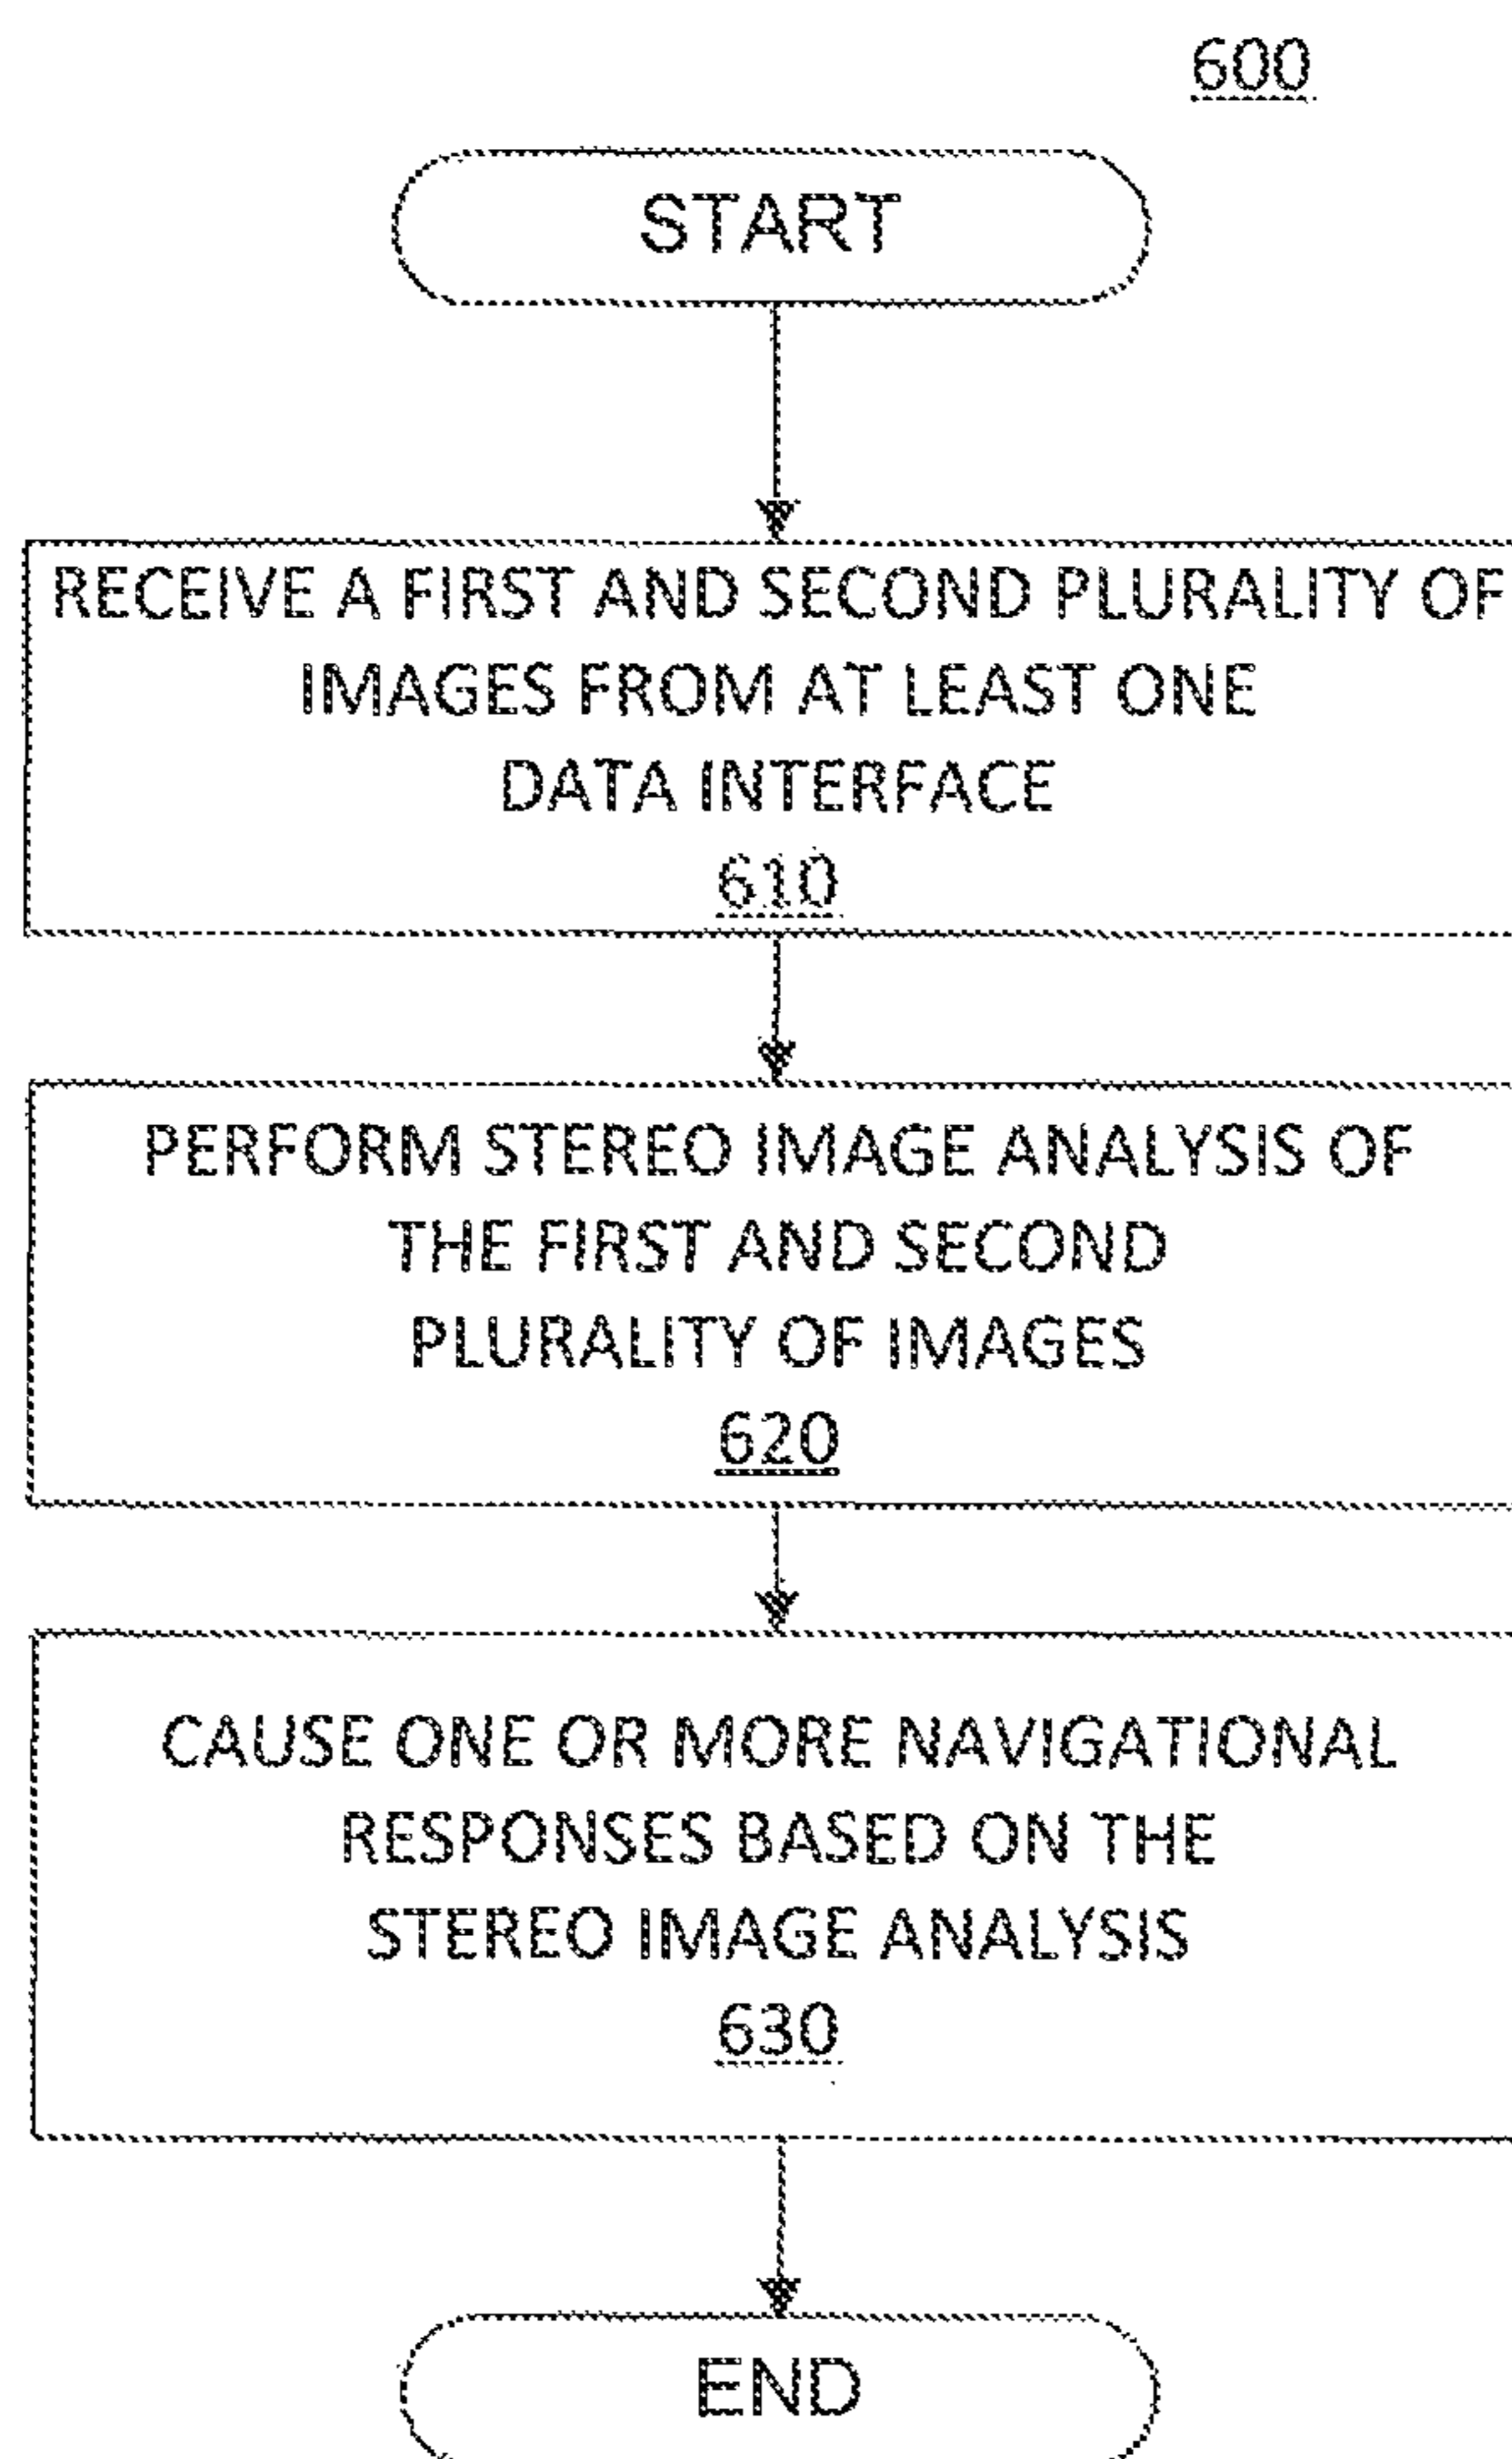 600
START
RECEIVE A FIRST AND SECOND PLURALITY OF
IMAGES FROM AT LEAST ONE
DATA INTERFACE
610
PERFORM STEREO IMAGE ANALYSIS OF
THE FIRST AND SECOND
PLURALITY OF IMAGES
620
CAUSE ONE OR MORE NAVIGATIONAL
RESPONSES BASED ON THE
STEREO IMAGE ANALYSIS
630
END